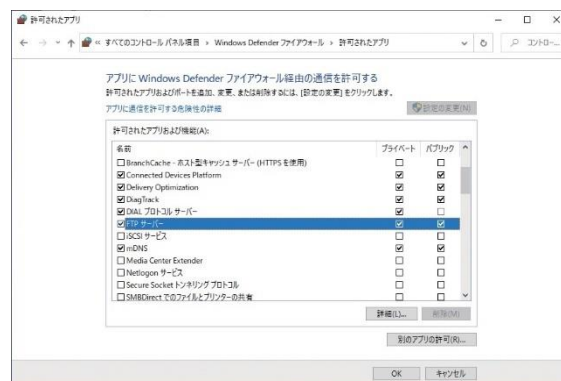 許可されたアプリ
« すべてのコントロール パネル項目 › Windows Defender ファイアウォール › 許可されたアプリ
コントロー...
アプリに Windows Defender ファイアウォール経由の通信を許可する
許可されたアプリおよびポートを追加、変更、または削除するには、[設定の変更] をクリックします。
アプリに通信を許可する危険性の詳細
設定の変更(N)
許可されたアプリおよび機能(A):
名前 プライベート パブリック
BranchCache - ホスト型キャッシュ サーバー (HTTPS を使用)
Connected Devices Platform
Delivery Optimization
DiagTrack
DIAL プロトコル サーバー
FTP サーバー
iSCSI サービス
mDNS
Media Center Extender
Netlogon サービス
Secure Socket トンネリング プロトコル
SMBDirect でのファイルとプリンターの共有
詳細(L)... 削除(M)
別のアプリの許可(R)...
OK キャンセル